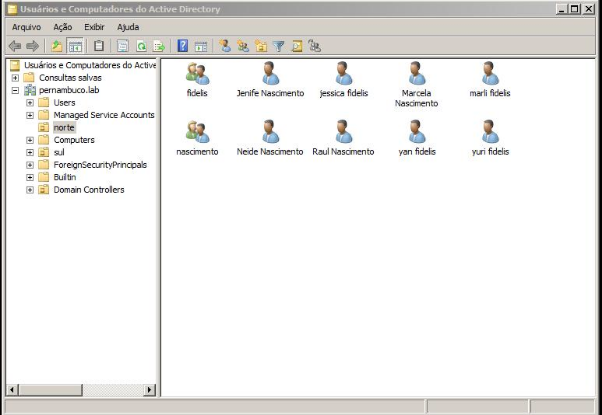 Usuários e Computadores do Active Directory
Arquivo Ação Exibir Ajuda
Usuários e Computadores do Active
Consultas salvas
pernambuco.lab
Users
Managed Service Accounts
norte
Computers
sul
ForeignSecurityPrincipals
Builtin
Domain Controllers
fidelis
Jenife Nascimento
jessica fidelis
Marcela
Nascimento
marli fidelis
nascimento
Neide Nascimento
Raul Nascimento
yan fidelis
yuri fidelis